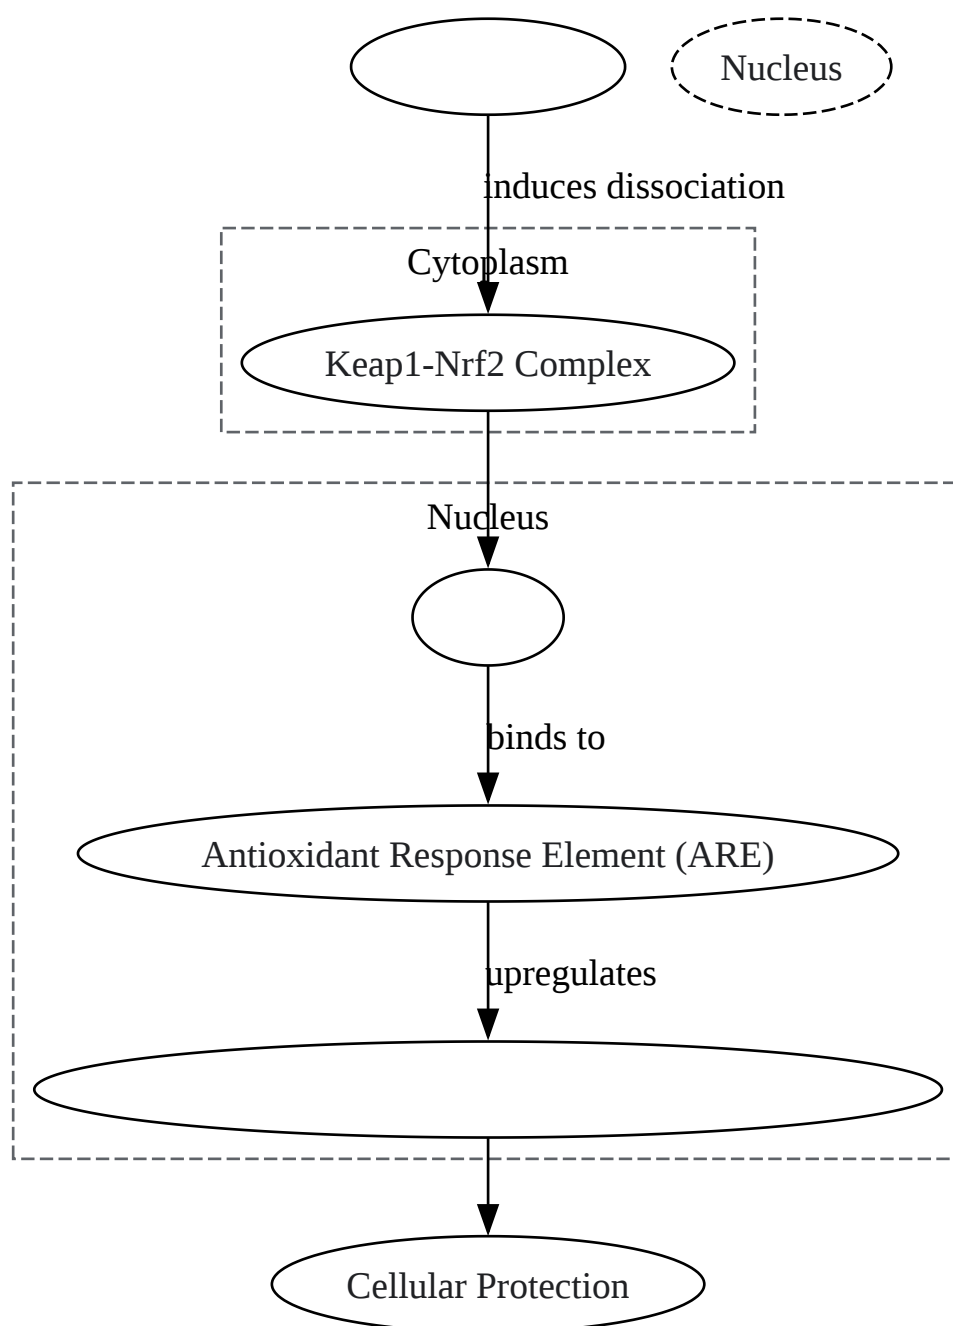 Nucleus
induces dissociation
Cytoplasm
Keap1-Nrf2 Complex
Nucleus
binds to
Antioxidant Response Element (ARE)
upregulates
Cellular Protection